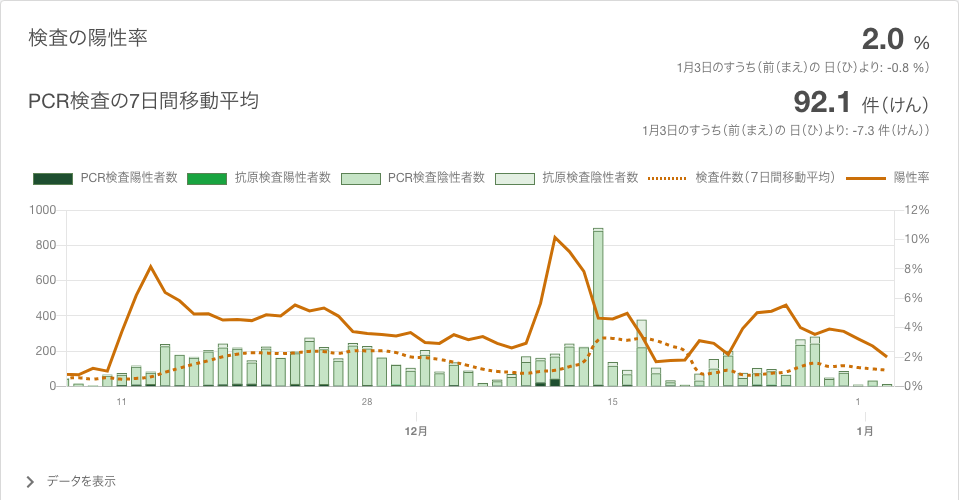 検査の陽性率
2.0 %
1月3日のすうち（前（まえ）の 日（ひ）より: -0.8 %）
PCR検査の7日間移動平均
92.1 件（けん）
1月3日のすうち（前（まえ）の 日（ひ）より: -7.3 件（けん））
PCR検査陽性者数 抗原検査陽性者数 PCR検査陰性者数 抗原検査陰性者数 検査件数（7日間移動平均） 陽性率
1000 12%
10%
800
8%
600
6%
400
4%
200
2%
0 0%
11 28 15 1
12月 1月
データを表示